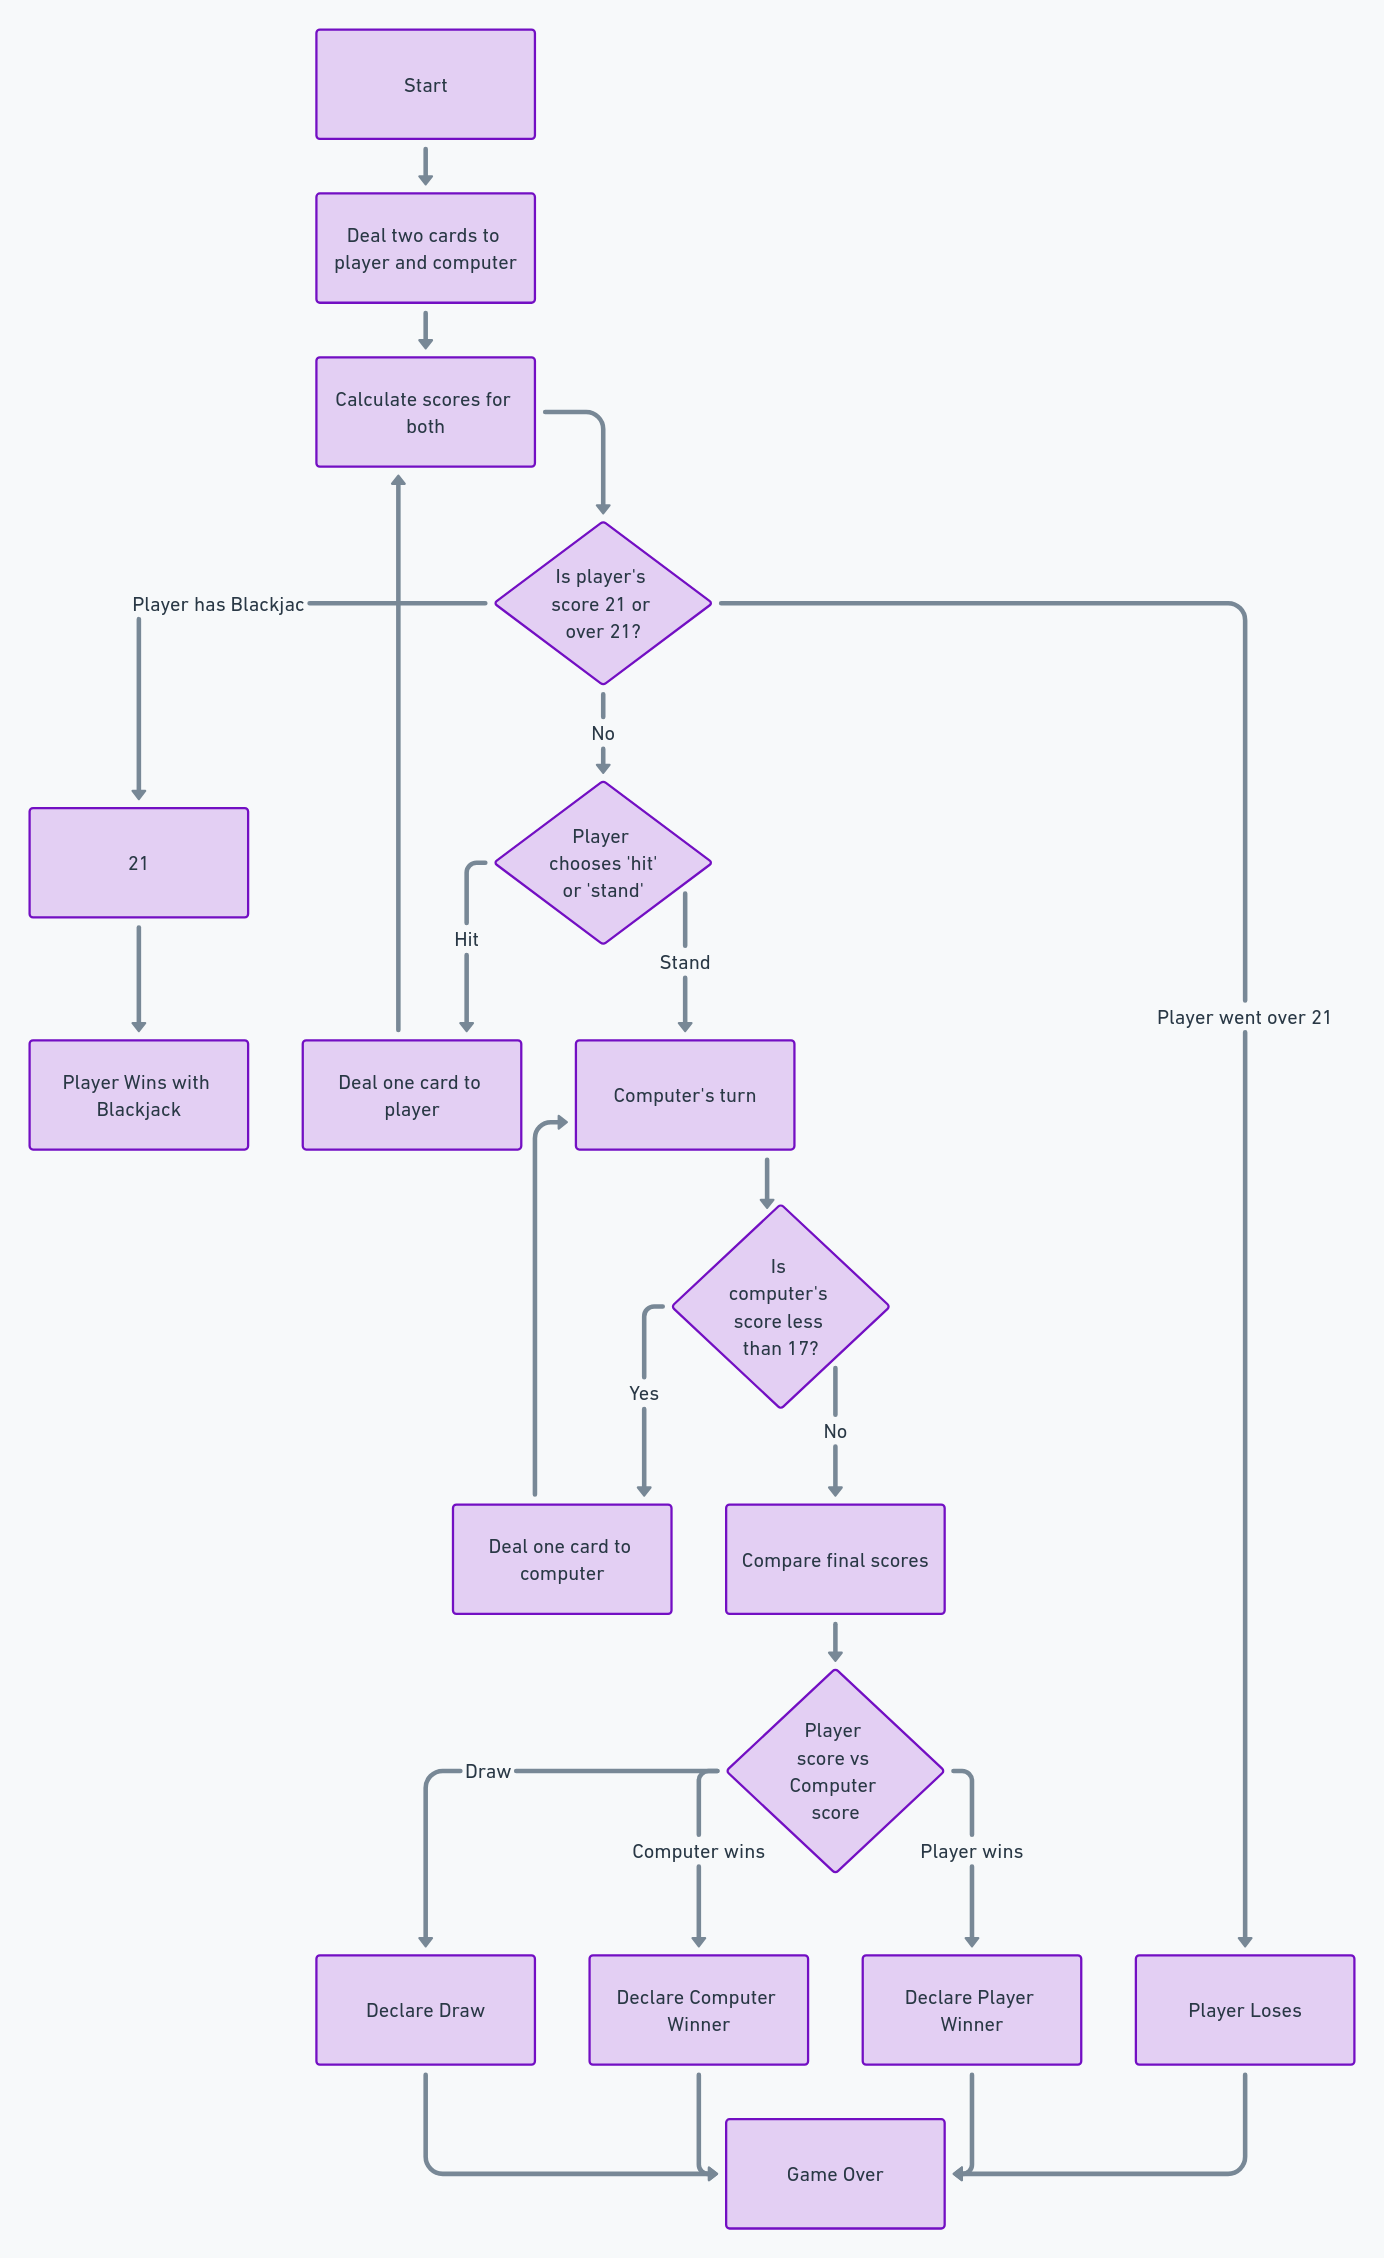 Start
Deal two cards to
player and computer
Calculate scores for
both
Is player's
score 21 or
over 21?
Player has Blackjac
No
Player
chooses 'hit'
or 'stand'
21
Hit
Stand
Player went over 21
Player Wins with
Blackjack
Deal one card to
player
Computer's turn
Is
computer's
score less
than 17?
Yes
No
Deal one card to
computer
Compare final scores
Player
score vs
Computer
score
Draw
Computer wins
Player wins
Declare Draw
Declare Computer
Winner
Declare Player
Winner
Player Loses
Game Over